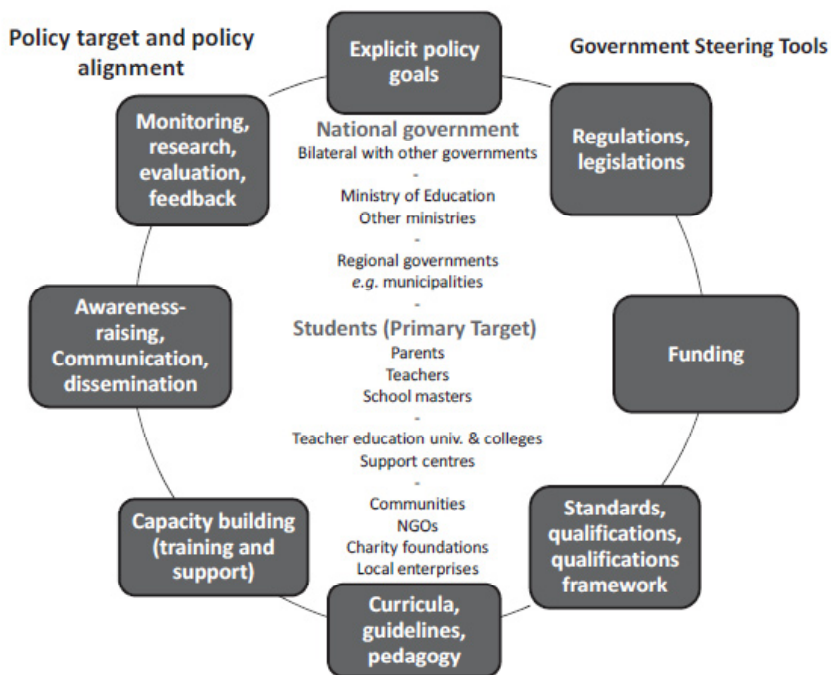 Policy target and policy
alignment
Government Steering Tools
Explicit policy
goals
Regulations,
legislations
Funding
Standards,
qualifications,
qualifications
framework
Curricula,
guidelines,
pedagogy
Capacity building
(training and
support)
Awareness-
raising,
Communication,
dissemination
Monitoring,
research,
evaluation,
feedback
National government
Bilateral with other governments
-
Ministry of Education
Other ministries
-
Regional governments
e.g. municipalities
-
Students (Primary Target)
Parents
Teachers
School masters
-
Teacher education univ. & colleges
Support centres
-
Communities
NGOs
Charity foundations
Local enterprises